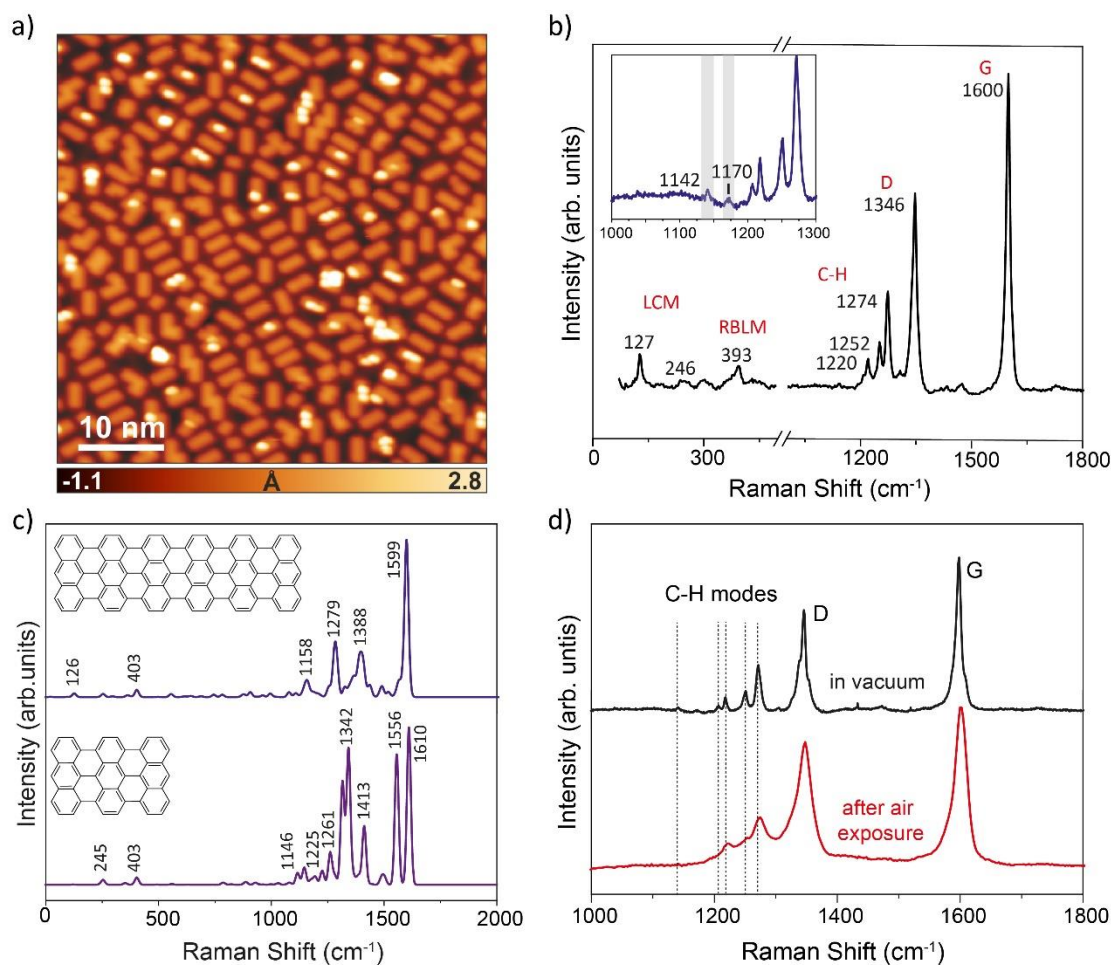 a)
10 nm
-1.1 Å 2.8
b)
Intensity (arb. units)
G
1600
D
1346
C-H
1274
1252
1220
LCM
127
246
RBLM
393
1142
1170
1000 1100 1200 1300
0 300 1200 1500 1800
Raman Shift (cm⁻¹)
c)
Intensity (arb.units)
126
403
1158
1279
1388
1599
245
403
1146
1225
1261
1342
1413
1556
1610
0 500 1000 1500 2000
Raman Shift (cm⁻¹)
d)
Intensity (arb. untis)
C-H modes
D
G
in vacuum
after air
exposure
1000 1200 1400 1600 1800
Raman Shift (cm⁻¹)